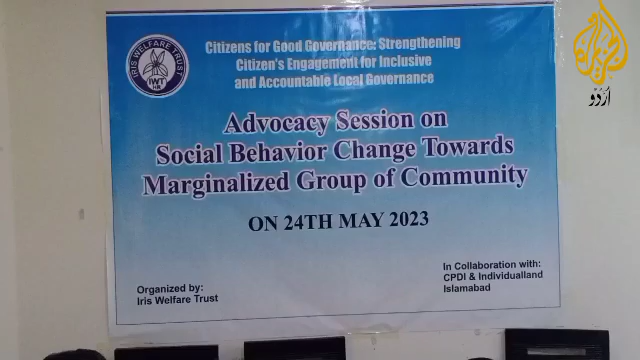 Citizens for Good Governance: Strengthening
Citizen's Engagement for Inclusive
and Accountable Local Governance
IRIS WELFARE TRUST
IWT
Advocacy Session on
Social Behavior Change Towards
Marginalized Group of Community
ON 24TH MAY 2023
Organized by:
Iris Welfare Trust
In Collaboration with:
CPDI & Individualland
Islamabad
الجزيرة
اُردُو